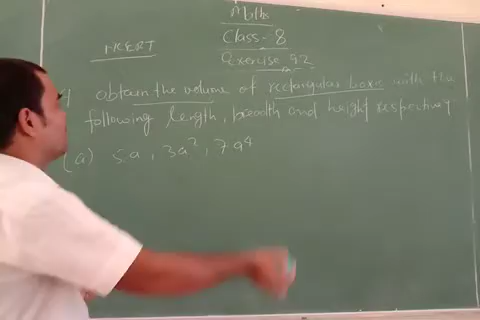 Maths
Class-8
NCERT
Exercise 9.2
obtain the volume of rectangular boxes with the
following length, breadth and height respectively
(a) 5a, 3a², 7a⁴